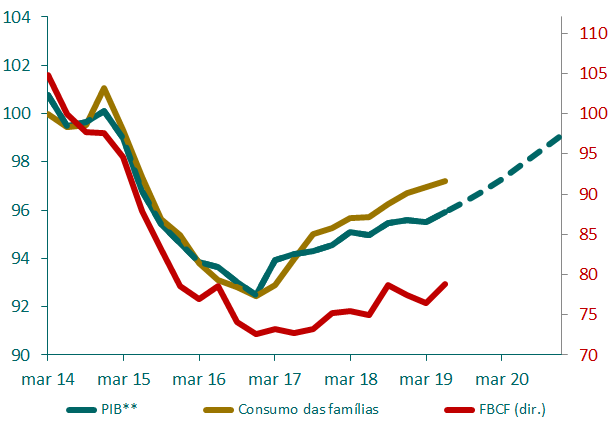 104
102
100
98
96
94
92
90
110
105
100
95
90
85
80
75
70
mar 14
mar 15
mar 16
mar 17
mar 18
mar 19
mar 20
PIB** Consumo das famílias FBCF (dir.)